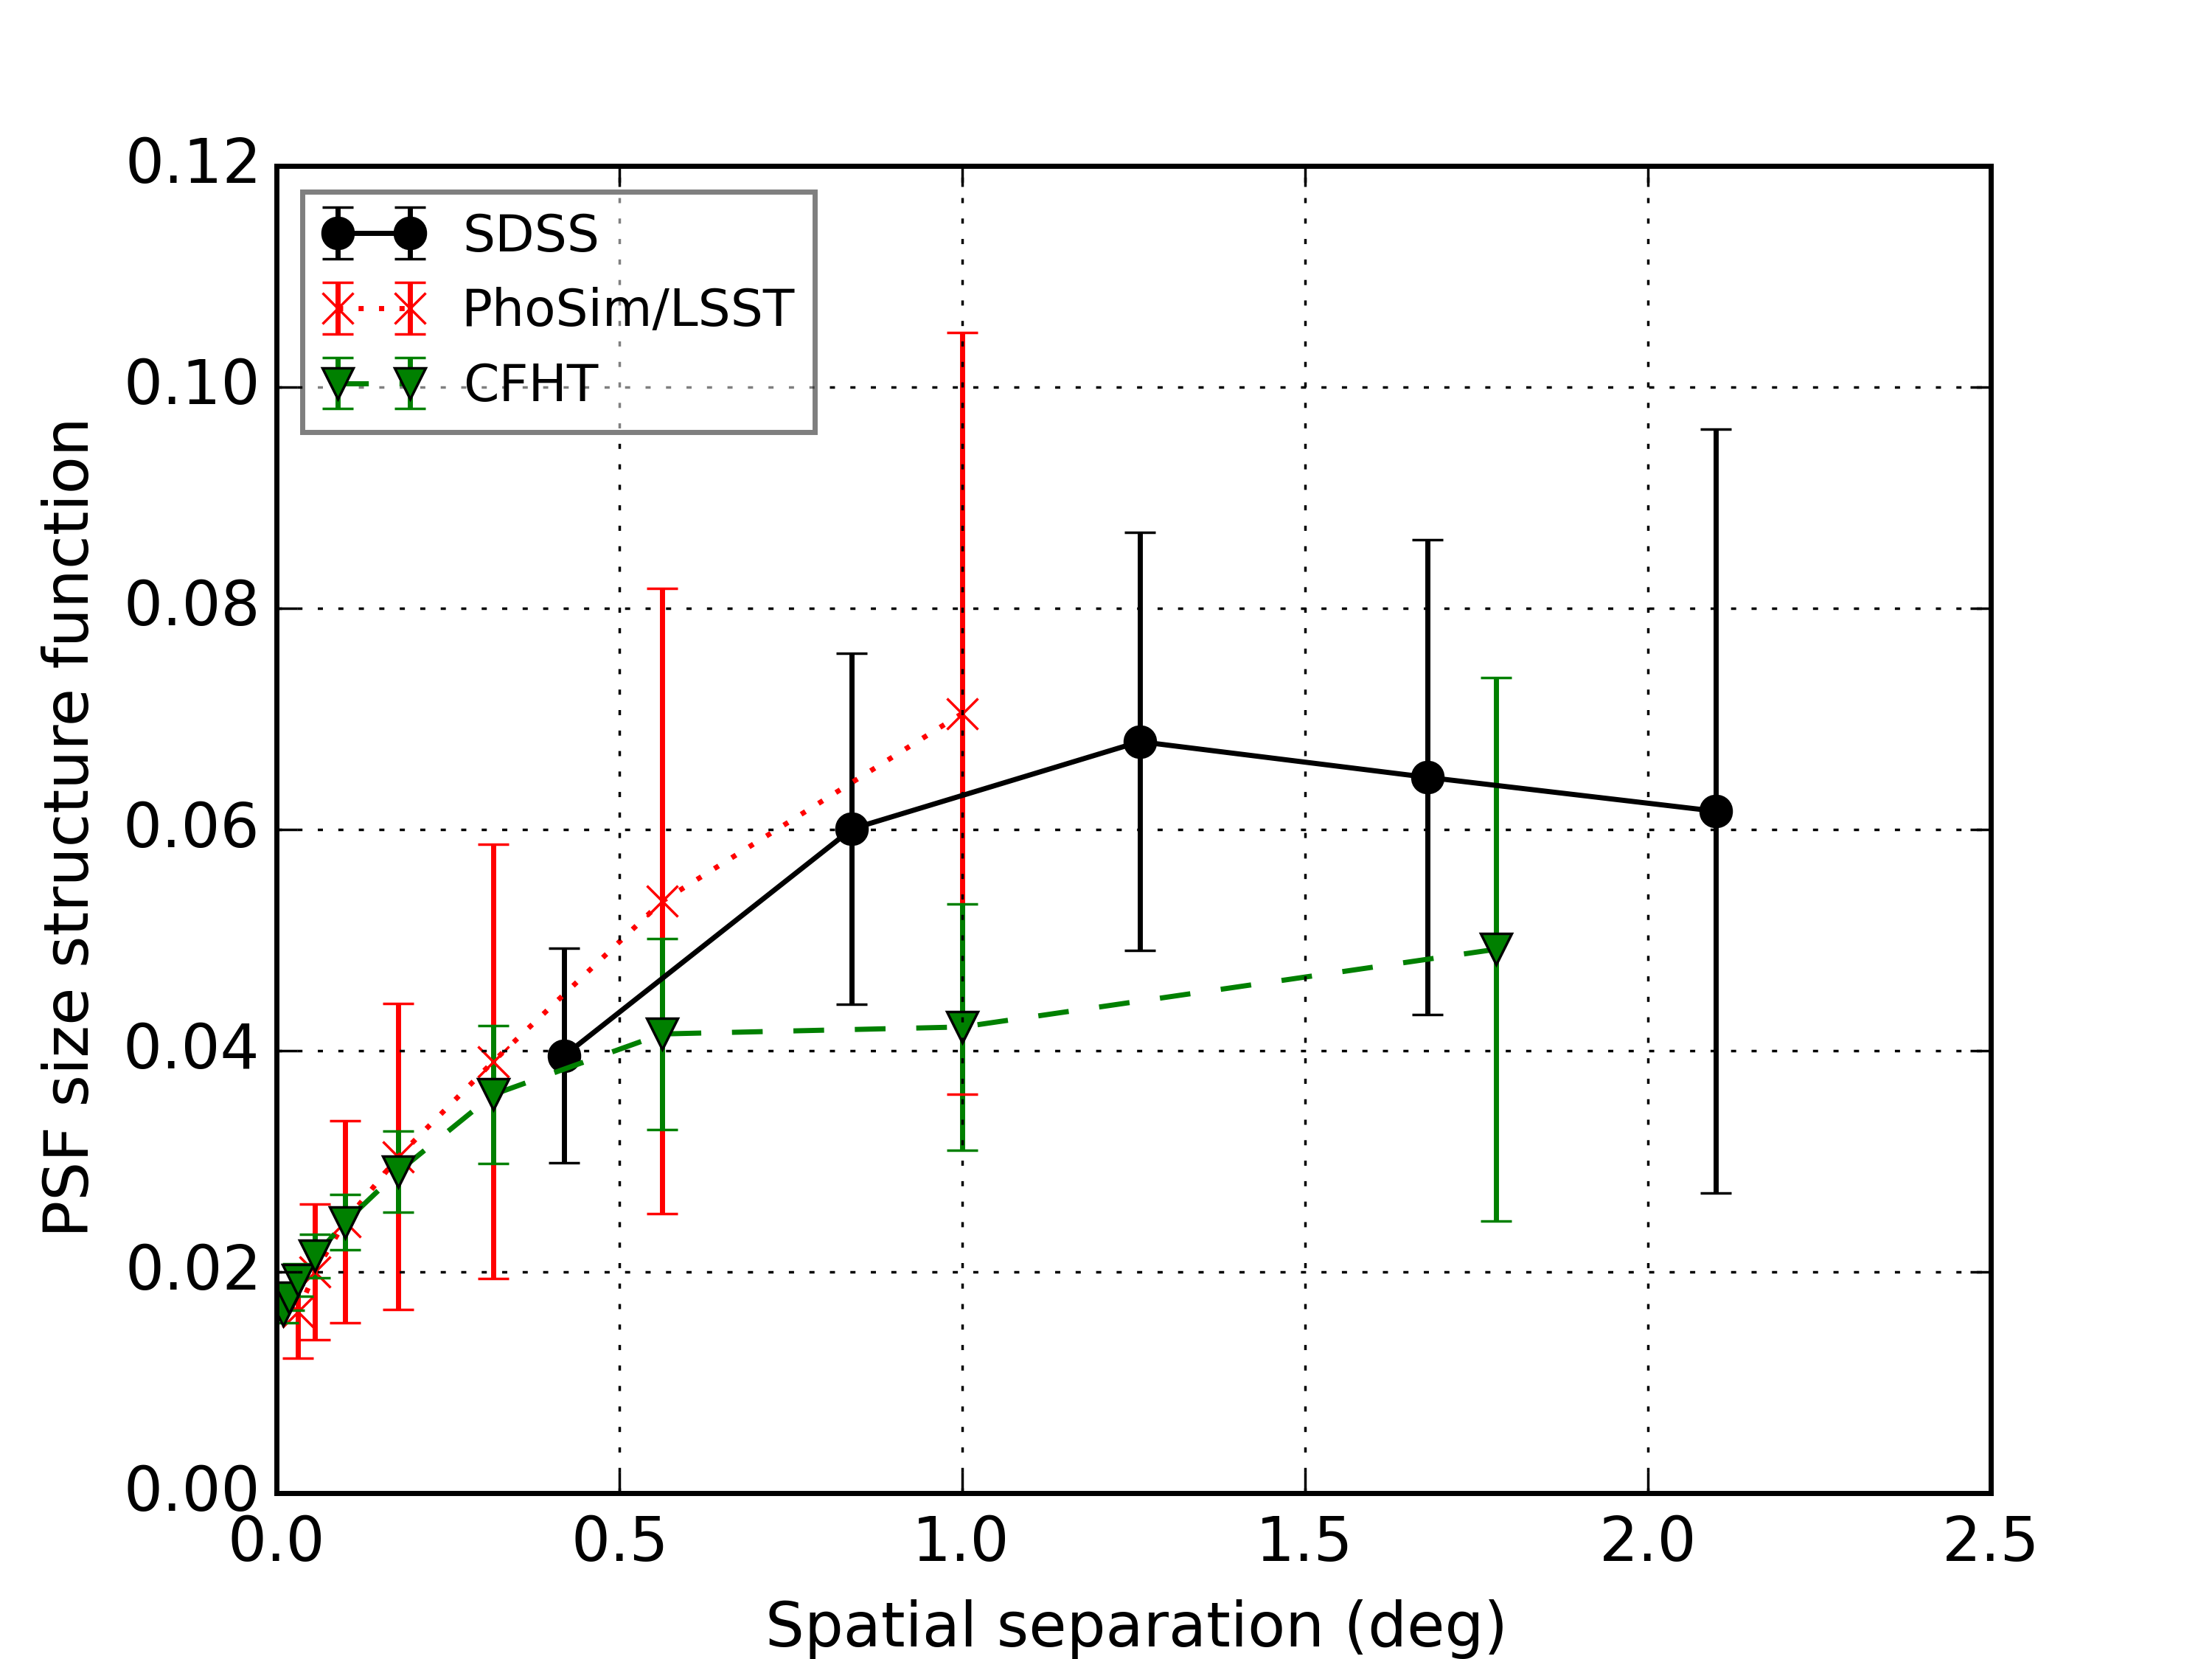 0.12
0.10
0.08
0.06
0.04
0.02
0.00
PSF size structure function
SDSS
PhoSim/LSST
CFHT
0.0 0.5 1.0 1.5 2.0 2.5
Spatial separation (deg)